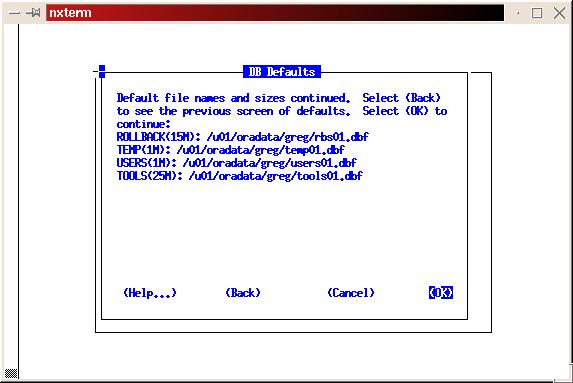 nxterm
DB Defaults
Default file names and sizes continued.  Select (Back)
to see the previous screen of defaults.  Select (OK) to
continue:
ROLLBACK(15M): /u01/oradata/greg/rbs01.dbf
TEMP(1M): /u01/oradata/greg/temp01.dbf
USERS(1M): /u01/oradata/greg/users01.dbf
TOOLS(25M): /u01/oradata/greg/tools01.dbf
(Help...) (Back) (Cancel) (OK)